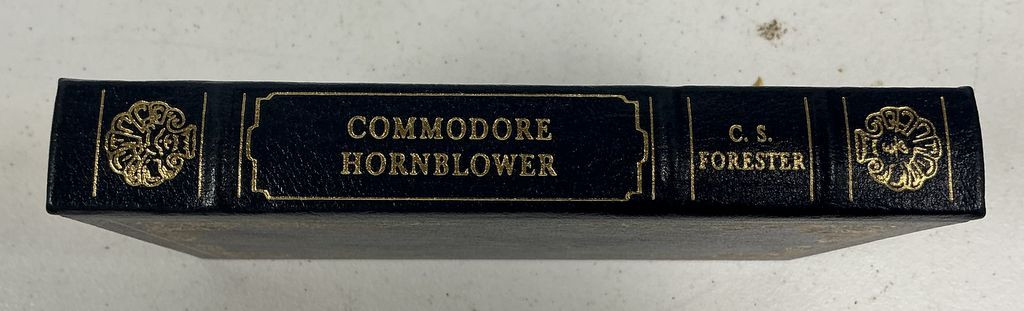 COMMODORE
HORNBLOWER
C. S.
FORESTER